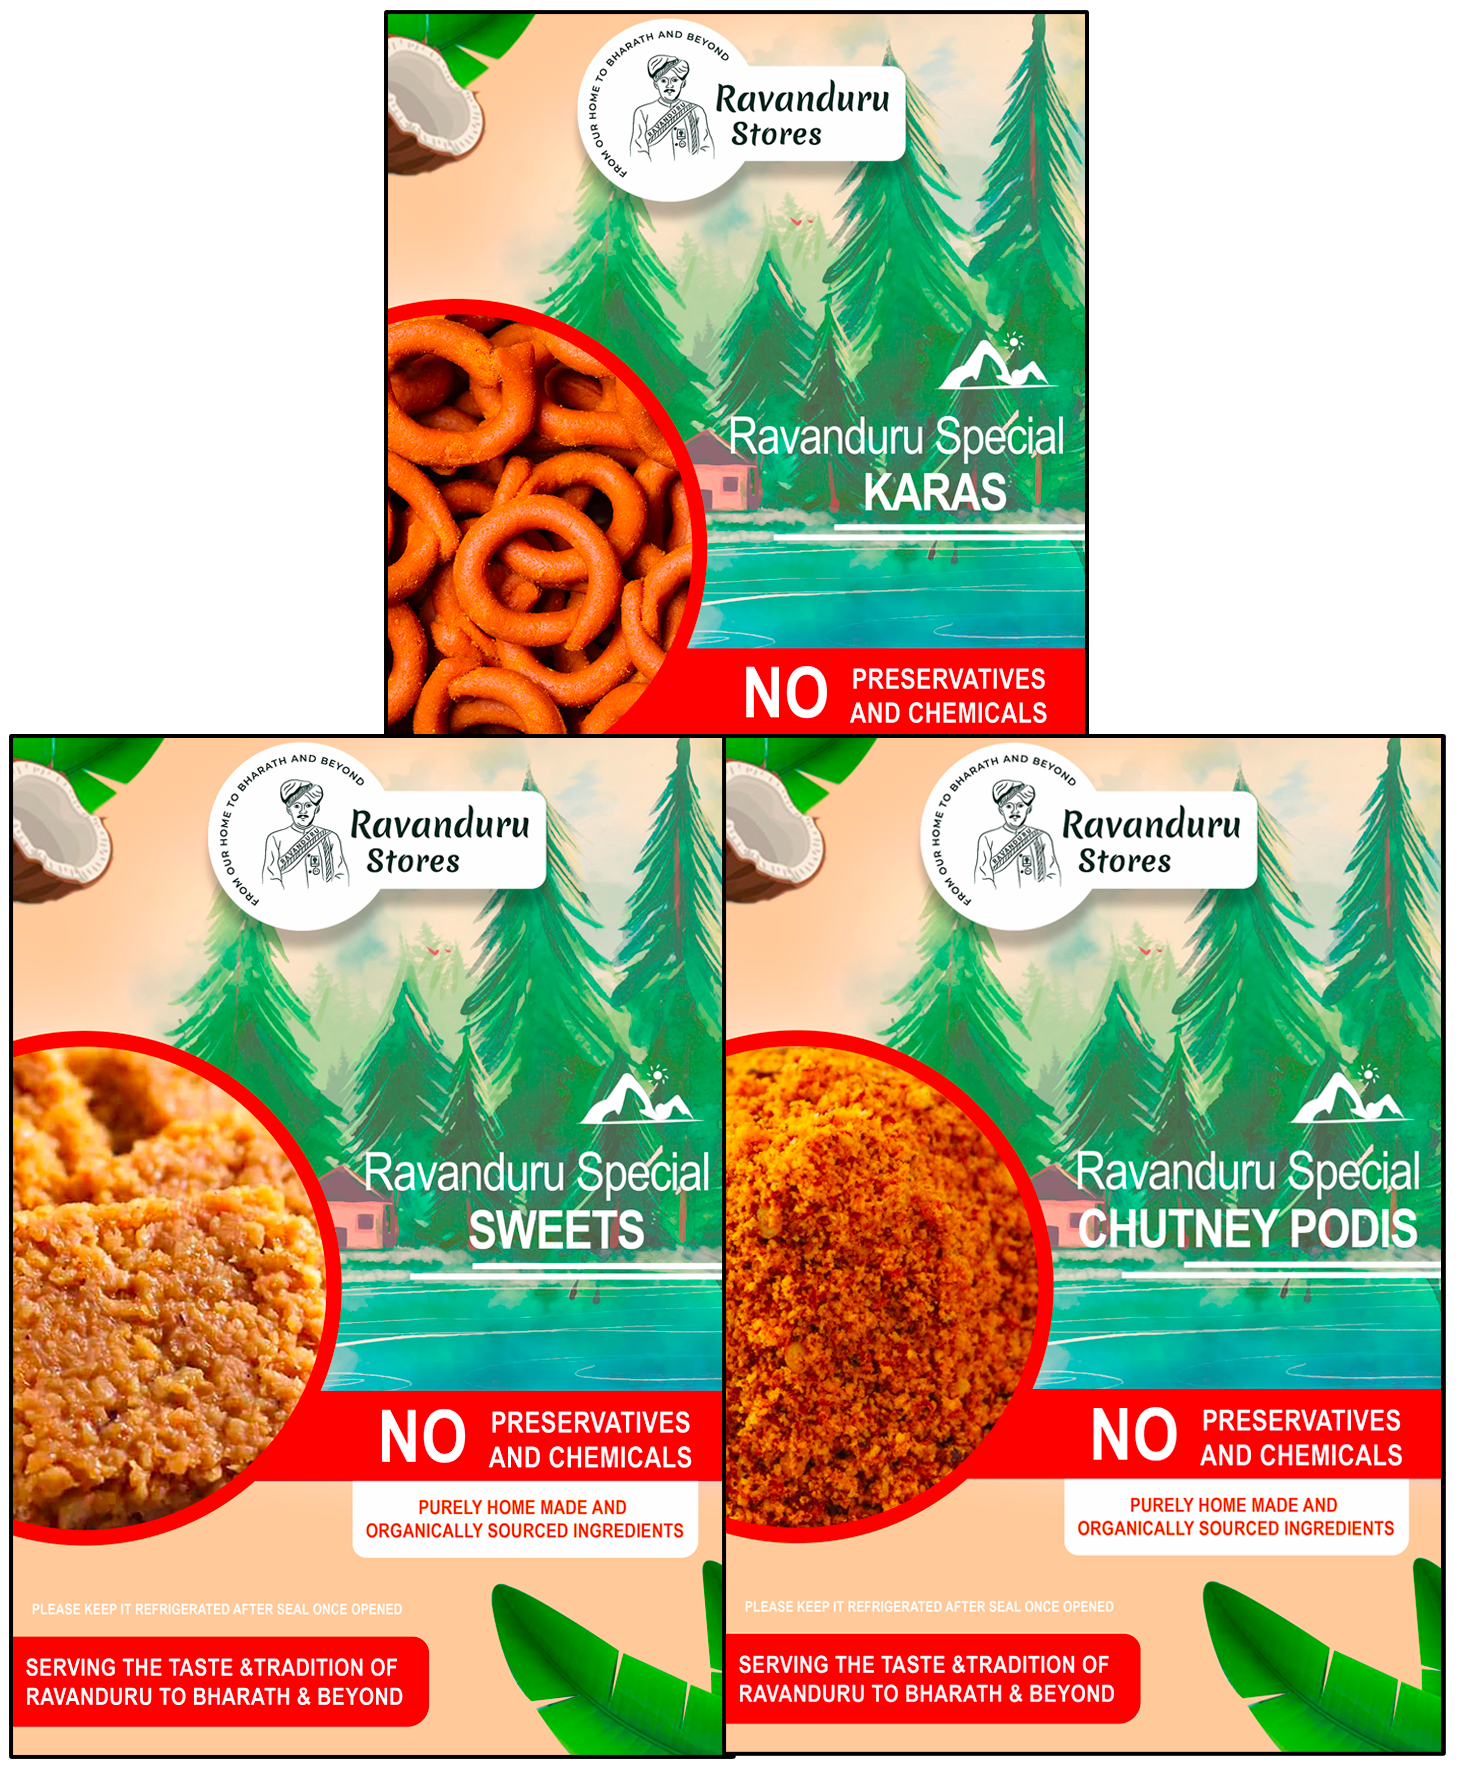 FROM OUR HOME TO BHARATH AND BEYOND
RAVANDURU
Ravanduru
Stores
Ravanduru Special
KARAS
NO PRESERVATIVES
AND CHEMICALS
FROM OUR HOME TO BHARATH AND BEYOND
RAVANDURU
Ravanduru
Stores
Ravanduru Special
SWEETS
NO PRESERVATIVES
AND CHEMICALS
PURELY HOME MADE AND
ORGANICALLY SOURCED INGREDIENTS
PLEASE KEEP IT REFRIGERATED AFTER SEAL ONCE OPENED
SERVING THE TASTE &TRADITION OF
RAVANDURU TO BHARATH & BEYOND
FROM OUR HOME TO BHARATH AND BEYOND
RAVANDURU
Ravanduru
Stores
Ravanduru Special
CHUTNEY PODIS
NO PRESERVATIVES
AND CHEMICALS
PURELY HOME MADE AND
ORGANICALLY SOURCED INGREDIENTS
PLEASE KEEP IT REFRIGERATED AFTER SEAL ONCE OPENED
SERVING THE TASTE &TRADITION OF
RAVANDURU TO BHARATH & BEYOND